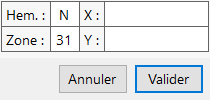 Hem. : N X :
Zone : 31 Y :
Annuler Valider